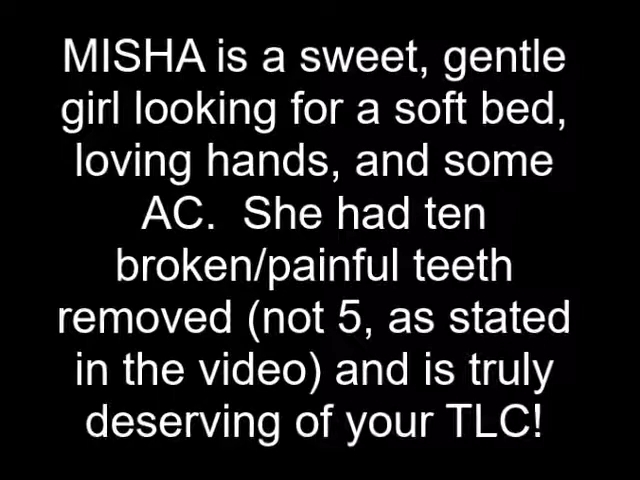 MISHA is a sweet, gentle
girl looking for a soft bed,
loving hands, and some
AC.  She had ten
broken/painful teeth
removed (not 5, as stated
in the video) and is truly
deserving of your TLC!